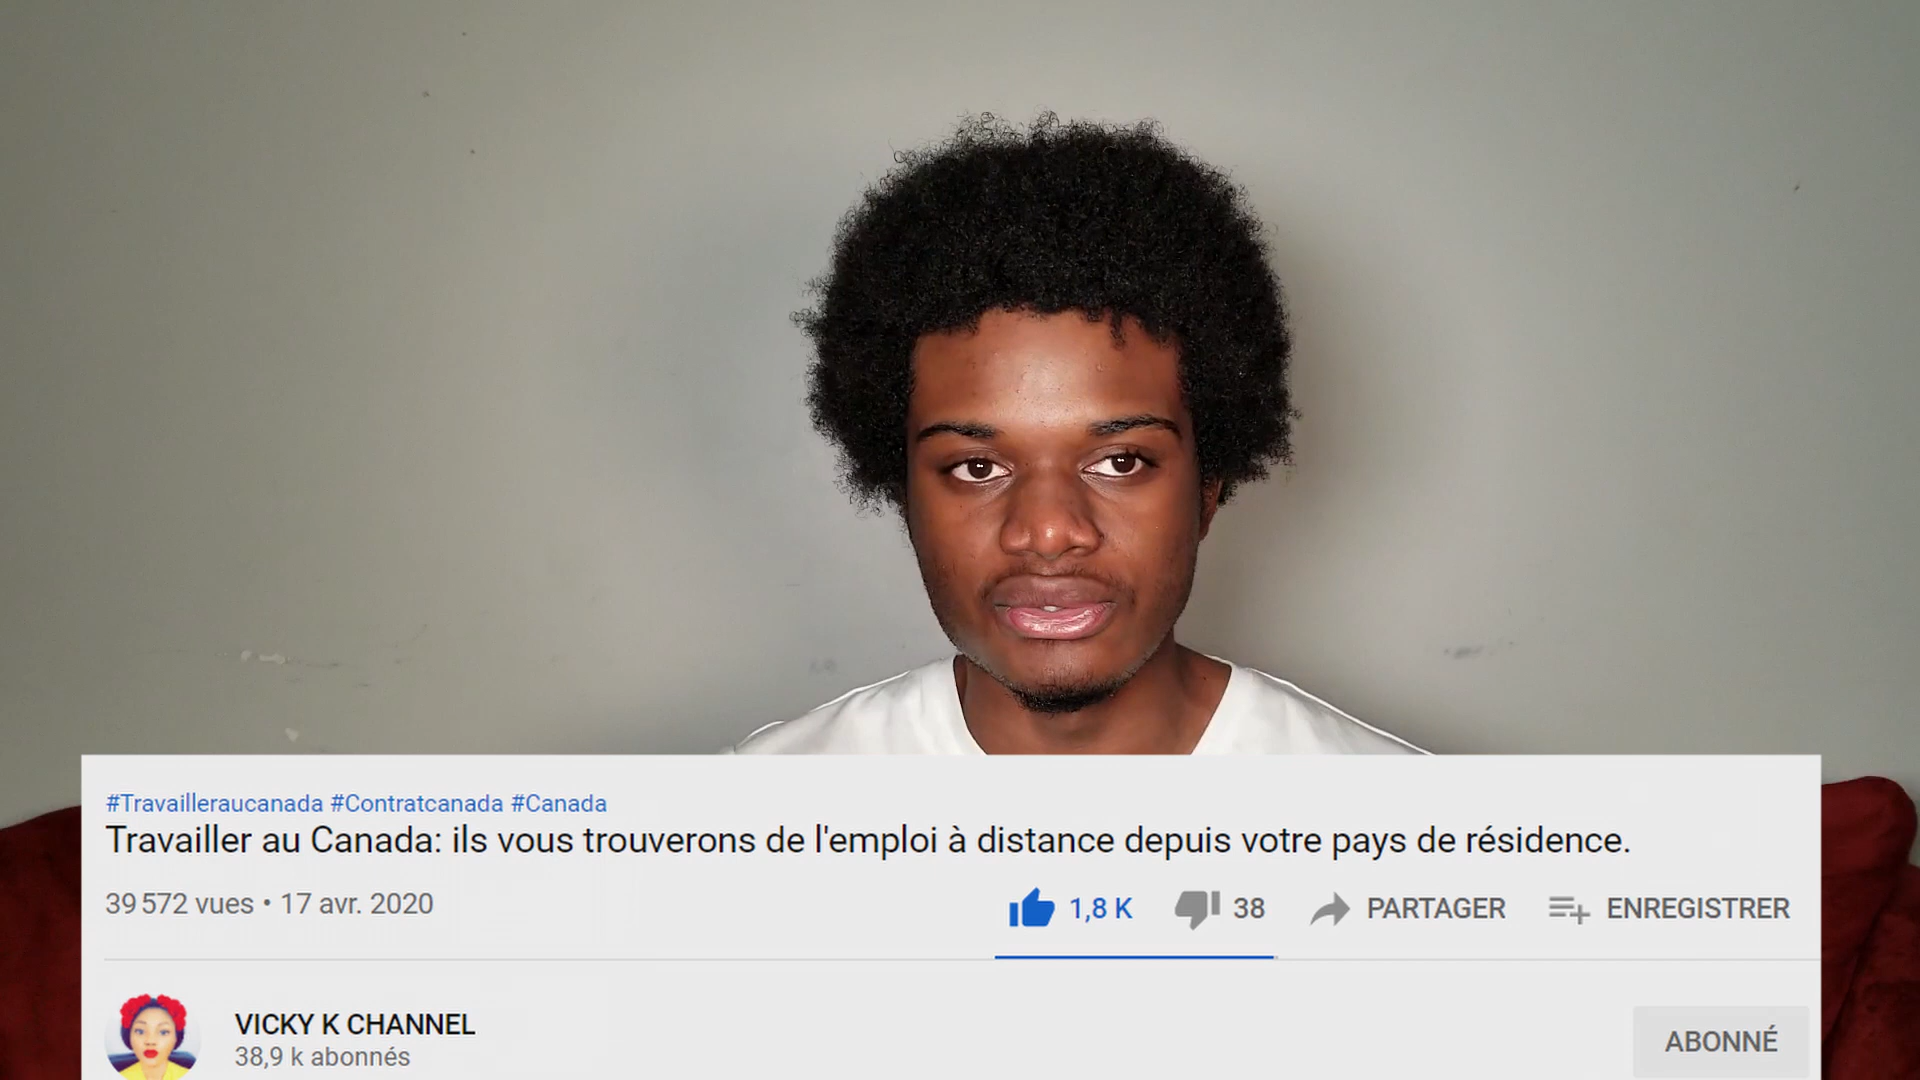 #Travailleraucanada #Contratcanada #Canada
Travailler au Canada: ils vous trouverons de l'emploi à distance depuis votre pays de résidence.
39 572 vues • 17 avr. 2020
1,8 K 38 PARTAGER ENREGISTRER
VICKY K CHANNEL
38,9 k abonnés
ABONNÉ